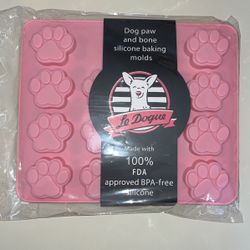 Dog paw
and bone
silicone baking
molds
Le Dogue
Made with
100%
FDA
approved BPA-free
silicone